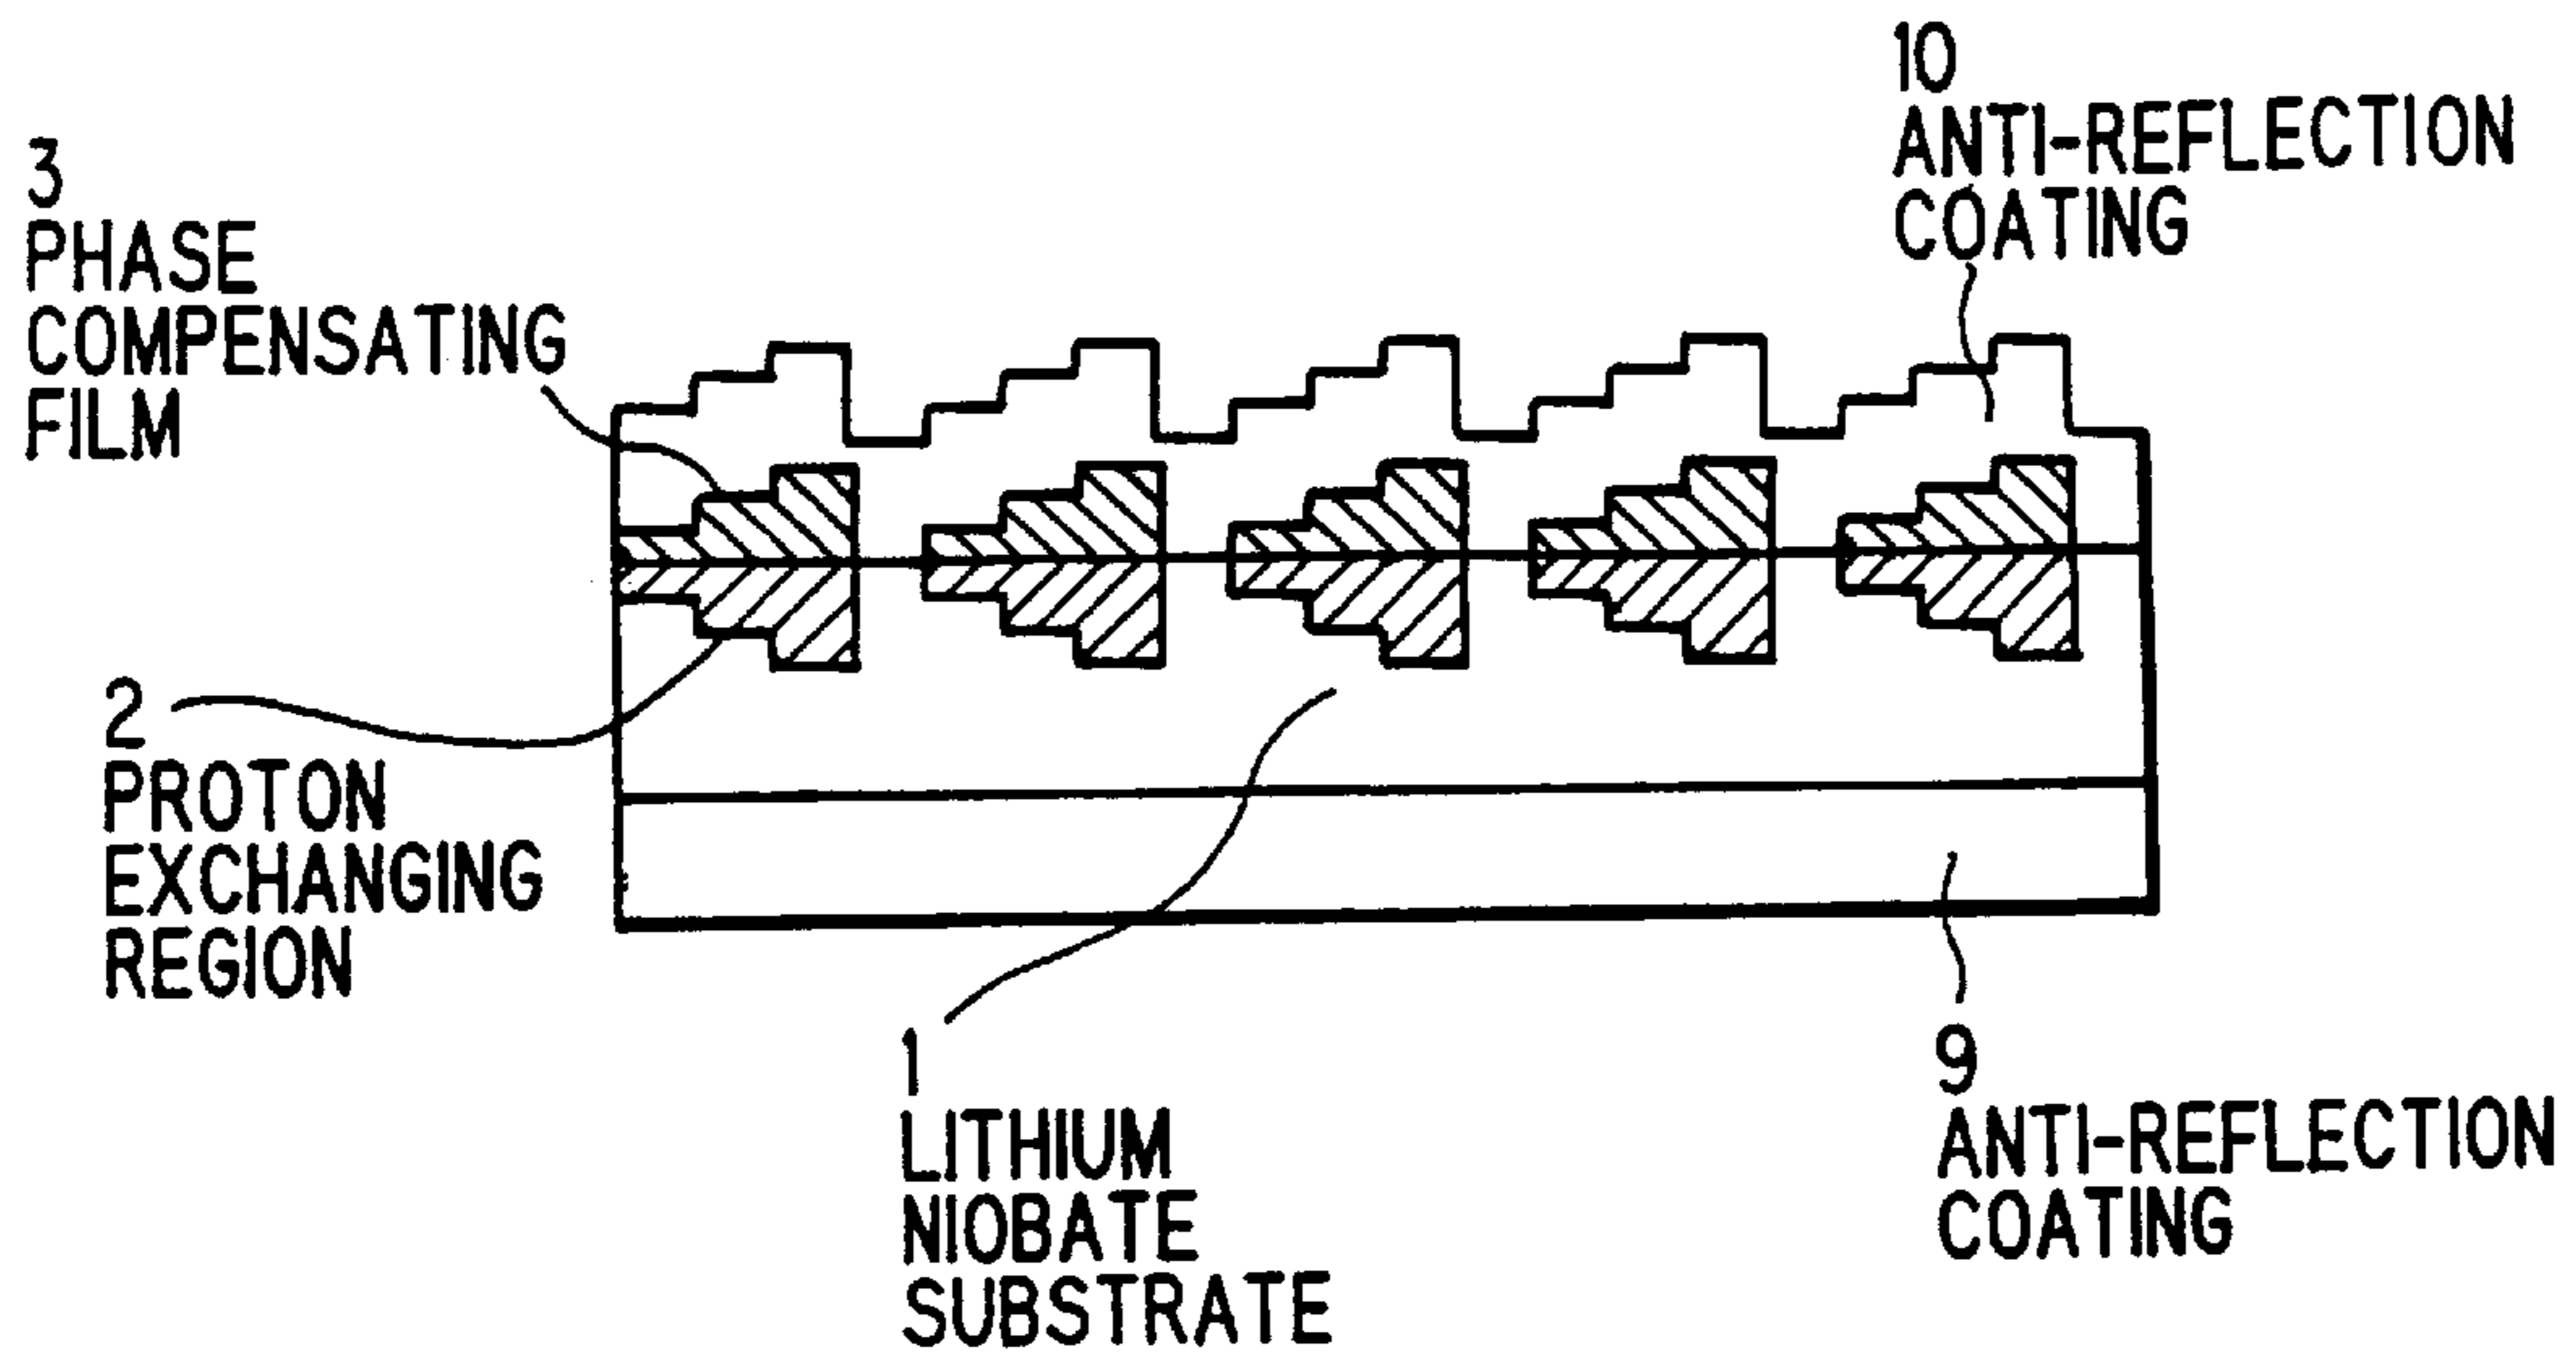 10
ANTI-REFLECTION
COATING
3
PHASE
COMPENSATING
FILM
2
PROTON
EXCHANGING
REGION
1
LITHIUM
NIOBATE
SUBSTRATE
9
ANTI-REFLECTION
COATING